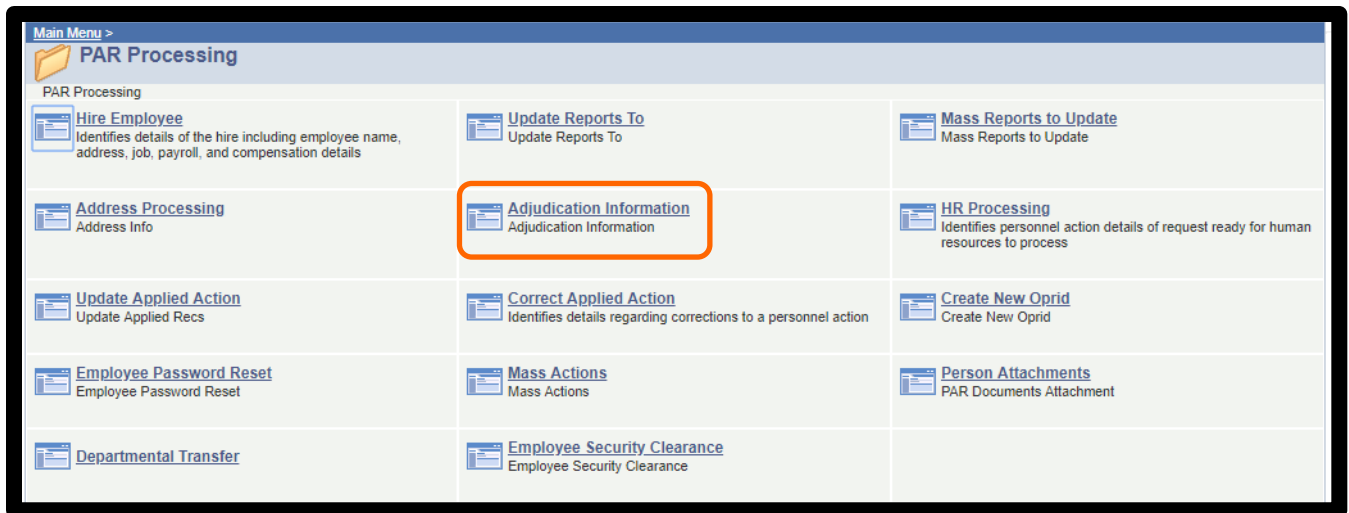 Main Menu >
PAR Processing
PAR Processing
Hire Employee
Identifies details of the hire including employee name,
address, job, payroll, and compensation details
Update Reports To
Update Reports To
Mass Reports to Update
Mass Reports to Update
Address Processing
Address Info
Adjudication Information
Adjudication Information
HR Processing
Identifies personnel action details of request ready for human
resources to process
Update Applied Action
Update Applied Recs
Correct Applied Action
Identifies details regarding corrections to a personnel action
Create New Oprid
Create New Oprid
Employee Password Reset
Employee Password Reset
Mass Actions
Mass Actions
Person Attachments
PAR Documents Attachment
Departmental Transfer
Employee Security Clearance
Employee Security Clearance